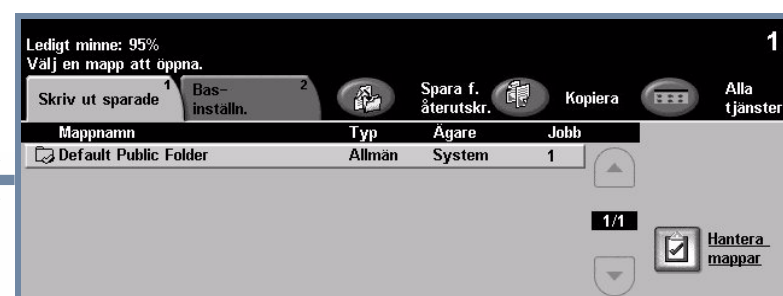 Ledigt minne: 95%
1
Välj en mapp att öppna.
Skriv ut sparade 1
Bas-
inställn. 2
Spara f.
återutskr.
Kopiera
Alla
tjänster
Mappnamn Typ Ägare Jobb
Default Public Folder Allmän System 1
1/1
Hantera
mappar